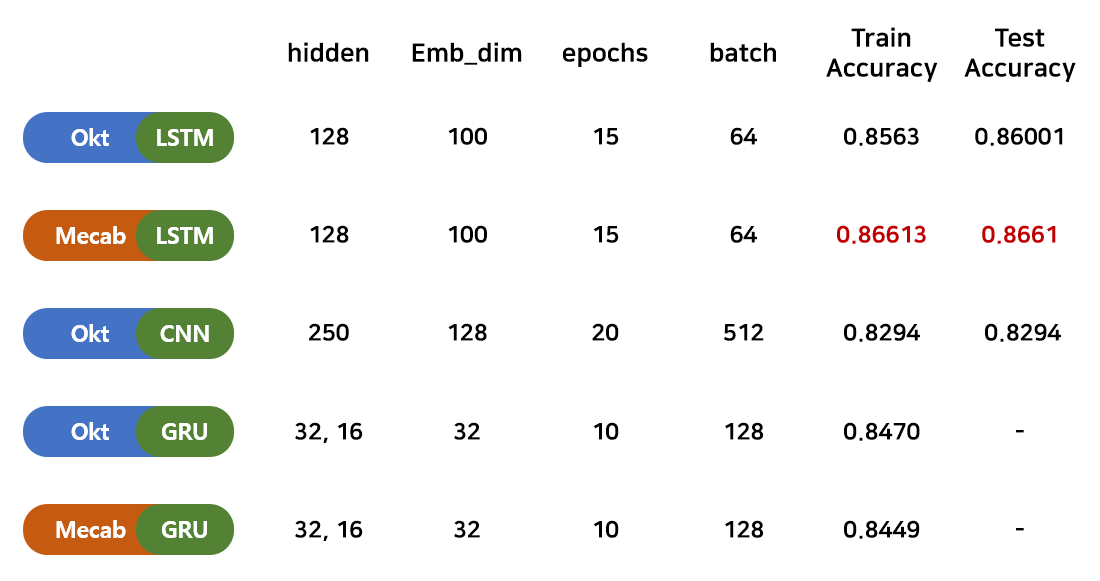 hidden Emb_dim epochs batch Train Accuracy Test Accuracy
Okt LSTM 128 100 15 64 0.8563 0.86001
Mecab LSTM 128 100 15 64 0.86613 0.8661
Okt CNN 250 128 20 512 0.8294 0.8294
Okt GRU 32, 16 32 10 128 0.8470 -
Mecab GRU 32, 16 32 10 128 0.8449 -